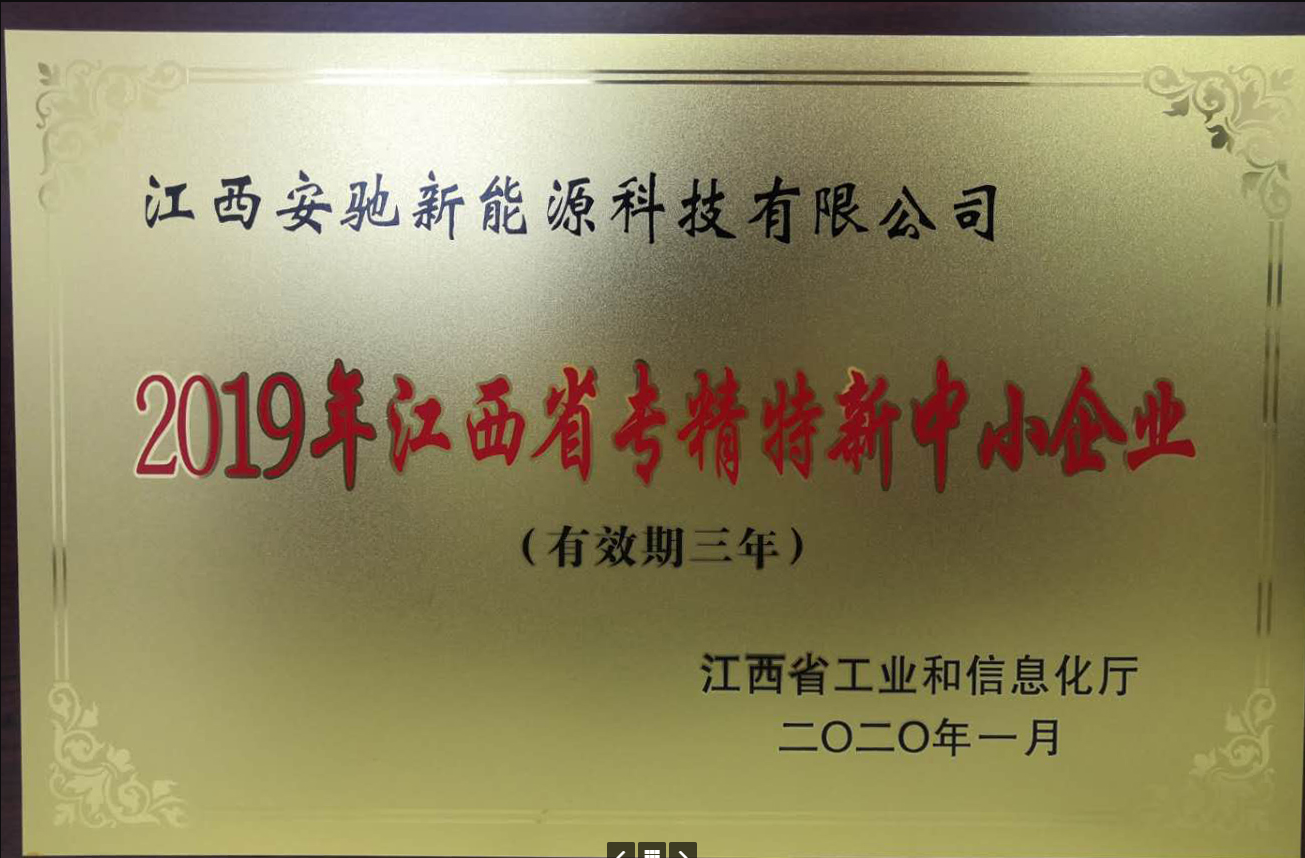 江西安驰新能源科技有限公司
2019年江西省专精特新中小企业
（有效期三年）
江西省工业和信息化厅
二〇二〇年一月